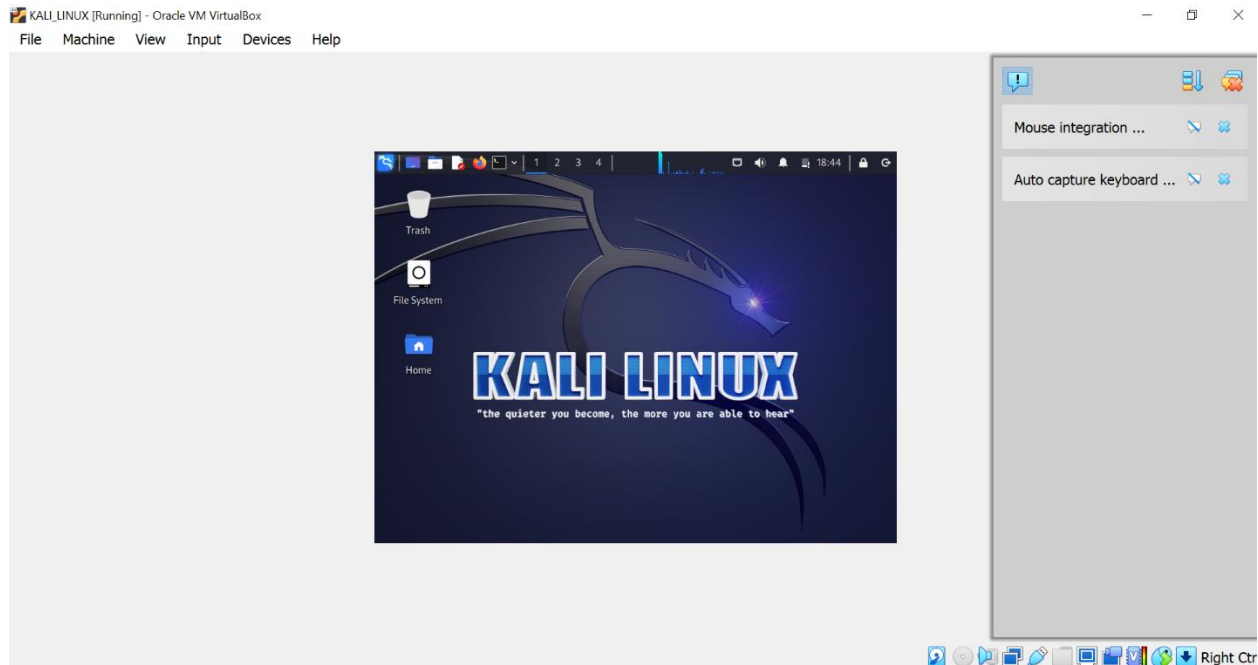 KALI_LINUX [Running] - Oracle VM VirtualBox
File Machine View Input Devices Help
Mouse integration ...
Auto capture keyboard ...
1 2 3 4 18:44
Trash
File System
Home
KALI LINUX
"the quieter you become, the more you are able to hear"
Right Ctr